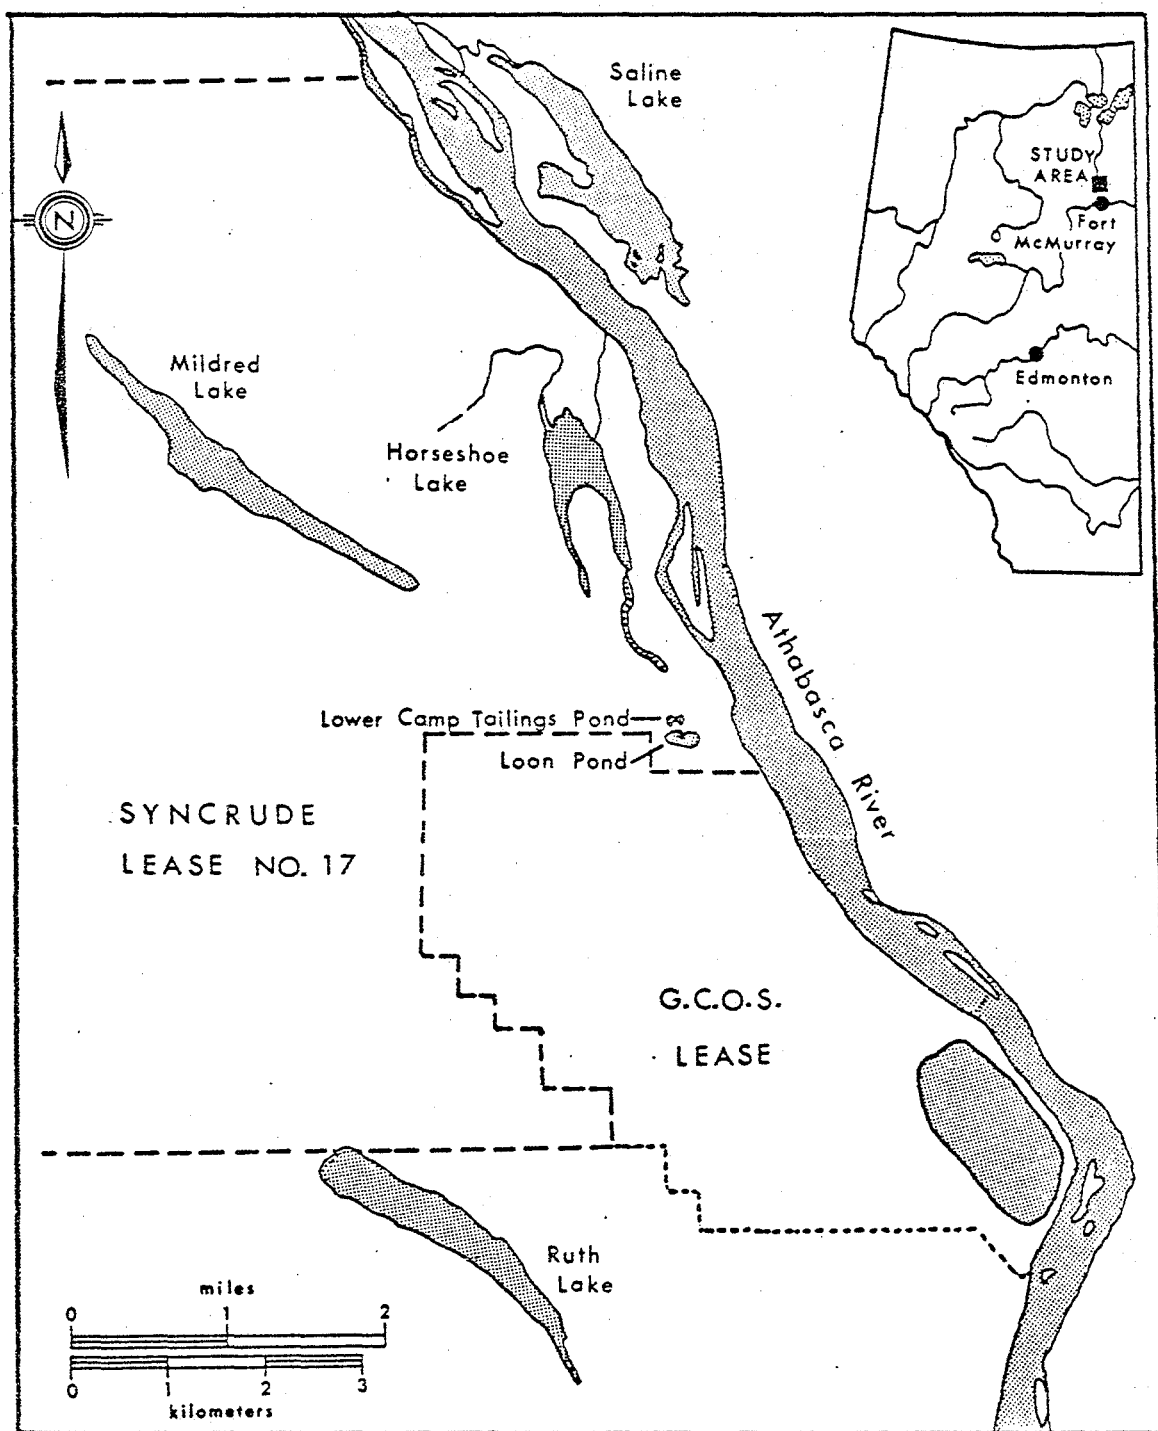 Saline
Lake
STUDY
AREA
Fort
McMurray
Edmonton
N
Mildred
Lake
Horseshoe
Lake
Athabasca River
Lower Camp Tailings Pond
Loon Pond
SYNCRUDE
LEASE NO. 17
G.C.O.S.
LEASE
Ruth
Lake
miles
0 1 2
0 1 2 3
kilometers